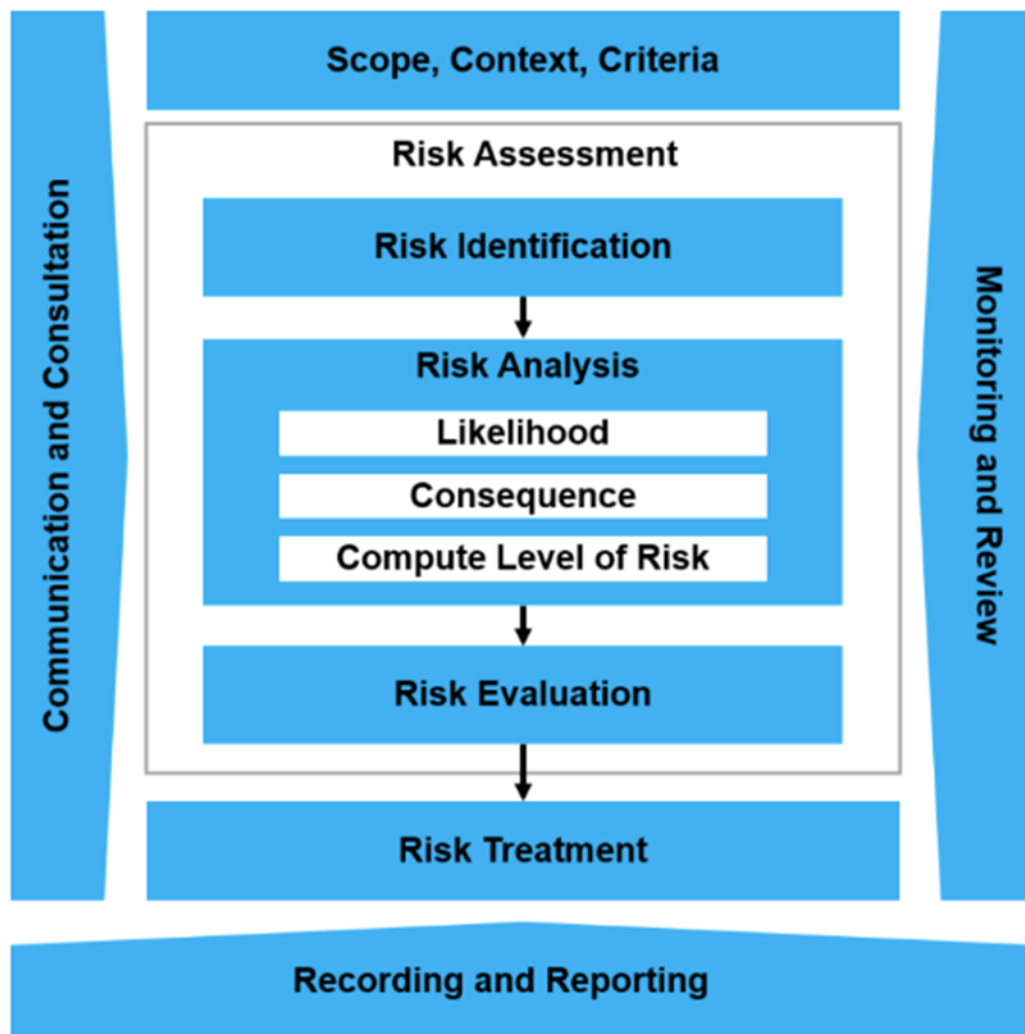 Scope, Context, Criteria
Risk Assessment
Risk Identification
Risk Analysis
Likelihood
Consequence
Compute Level of Risk
Risk Evaluation
Risk Treatment
Communication and Consultation
Monitoring and Review
Recording and Reporting